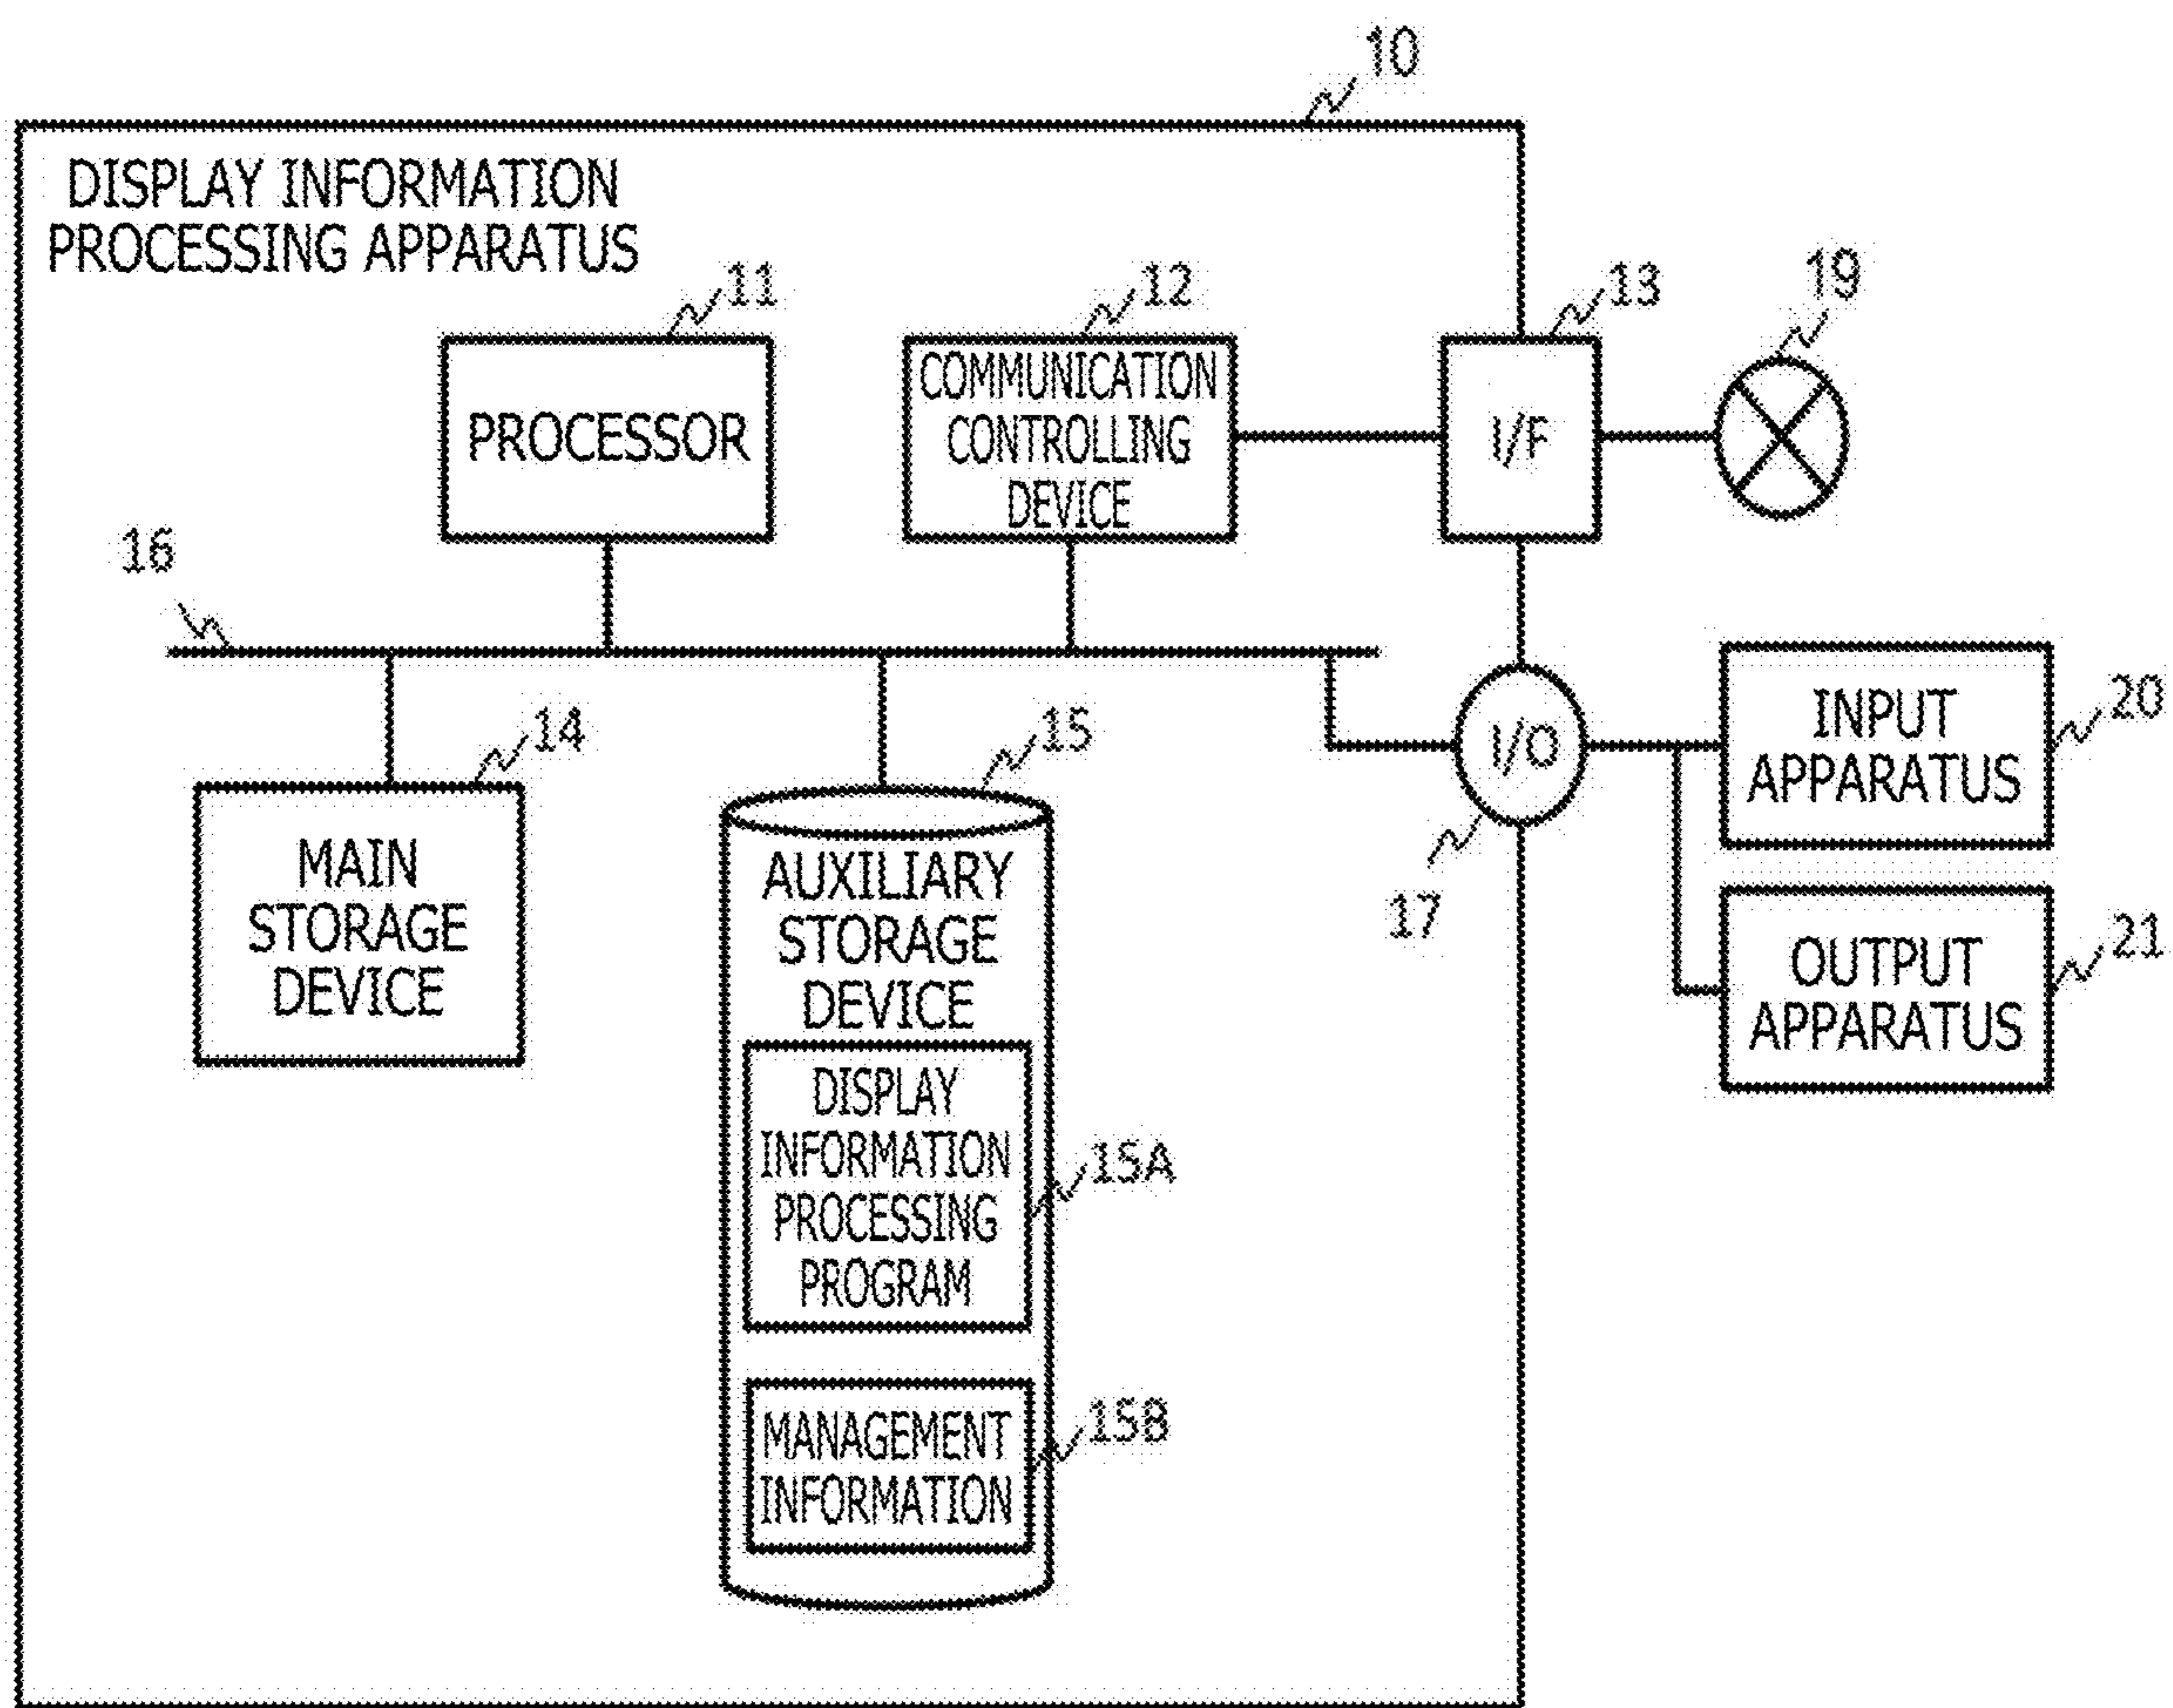 10
DISPLAY INFORMATION
PROCESSING APPARATUS
11
12
13
19
PROCESSOR
COMMUNICATION
CONTROLLING
DEVICE
I/F
16
14
15
I/O
17
INPUT
APPARATUS
20
MAIN
STORAGE
DEVICE
AUXILIARY
STORAGE
DEVICE
OUTPUT
APPARATUS
21
DISPLAY
INFORMATION
PROCESSING
PROGRAM
15A
MANAGEMENT
INFORMATION
15B